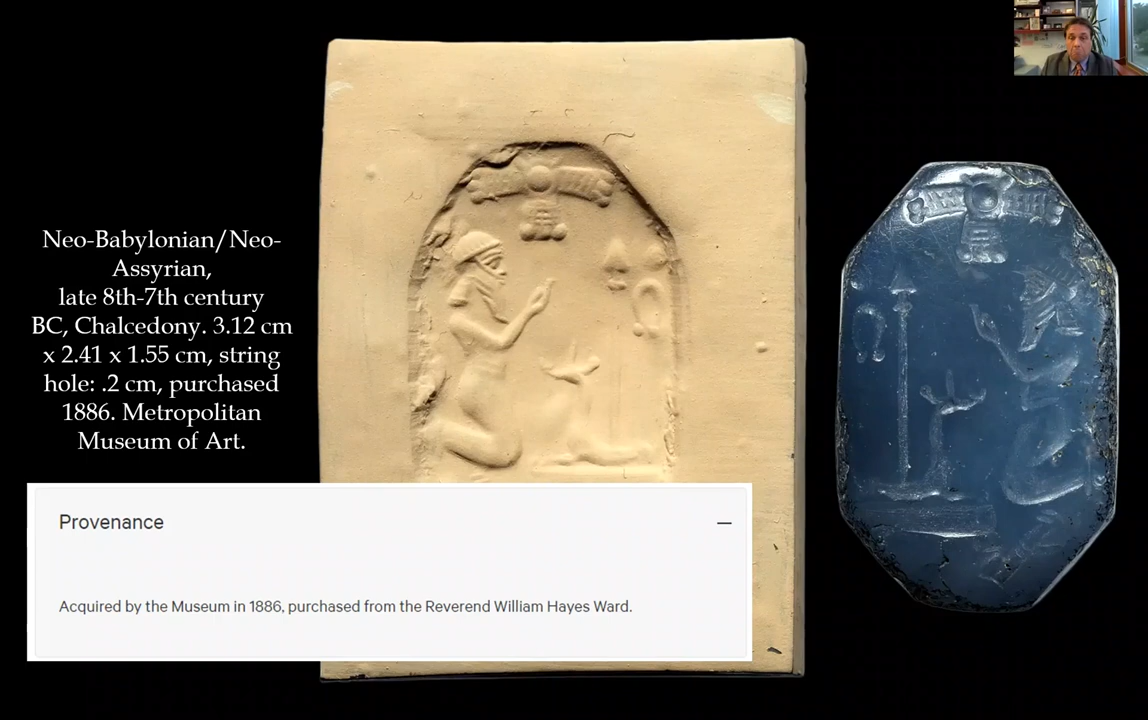 Neo-Babylonian/Neo-
Assyrian,
late 8th-7th century
BC, Chalcedony. 3.12 cm
x 2.41 x 1.55 cm, string
hole: .2 cm, purchased
1886. Metropolitan
Museum of Art.
Provenance
Acquired by the Museum in 1886, purchased from the Reverend William Hayes Ward.